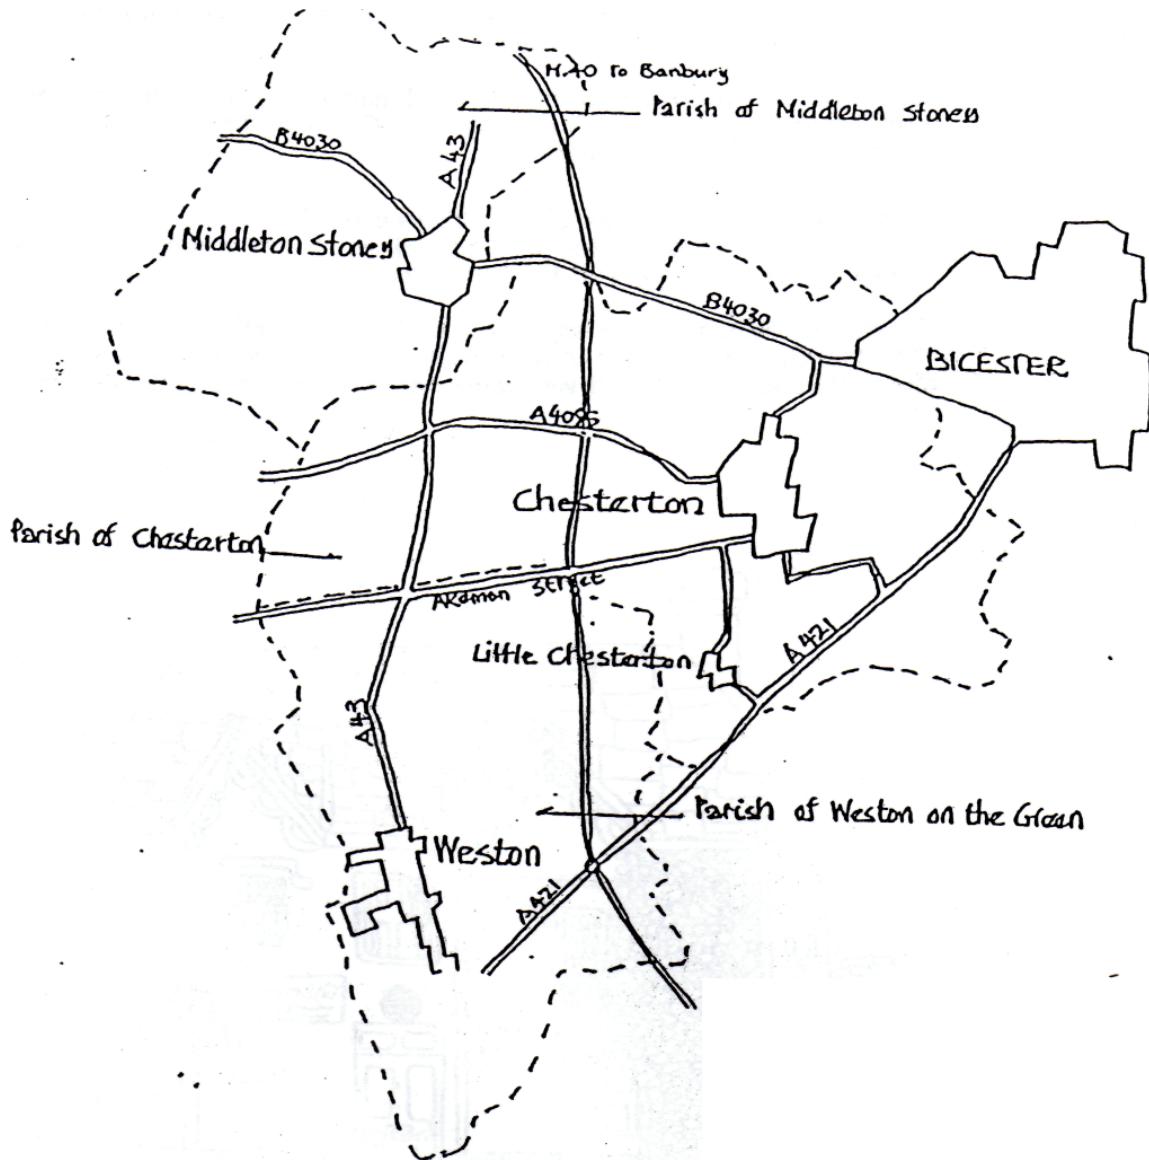 M.40 to Banbury
Parish of Middleton Stoney
B4030
A43
Middleton Stoney
B4030
BICESTER
A4095
Chesterton
Parish of Chesterton
Akeman Street
Little Chesterton
A421
A43
Parish of Weston on the Green
Weston
A421